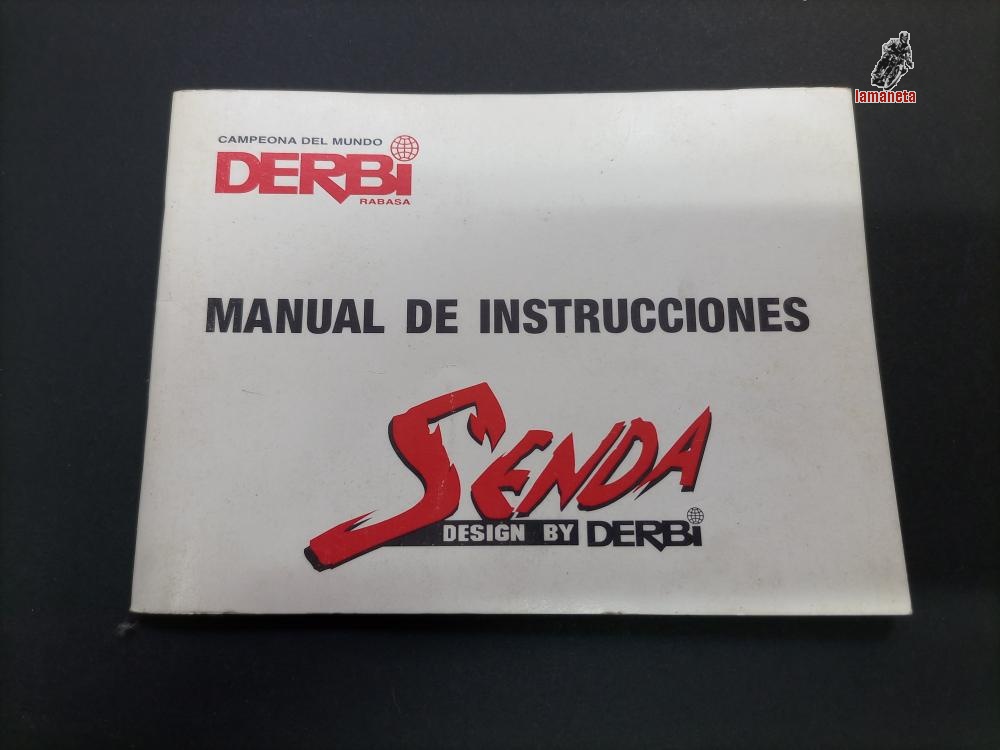 lamaneta
CAMPEONA DEL MUNDO
DERBi
RABASA
MANUAL DE INSTRUCCIONES
SENDA
DESIGN BY DERBi